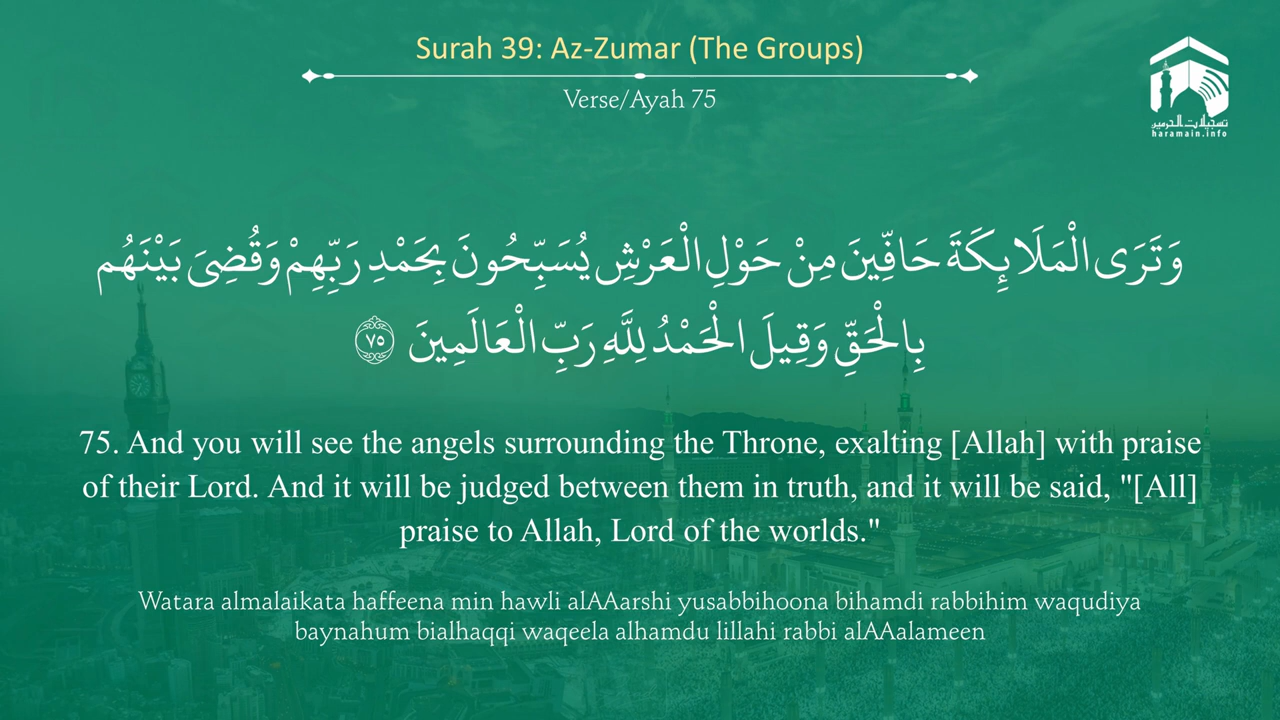 Surah 39: Az-Zumar (The Groups)
Verse/Ayah 75
تسجيلات الحرمين
haramain.info
وَتَرَى الْمَلَائِكَةَ حَافِّينَ مِنْ حَوْلِ الْعَرْشِ يُسَبِّحُونَ بِحَمْدِ رَبِّهِمْ وَقُضِىَ بَيْنَهُم
بِالْحَقِّ وَقِيلَ الْحَمْدُ لِلَّهِ رَبِّ الْعَالَمِينَ ٧٥
75. And you will see the angels surrounding the Throne, exalting [Allah] with praise
of their Lord. And it will be judged between them in truth, and it will be said, "[All]
praise to Allah, Lord of the worlds."
Watara almalaikata haffeena min hawli alAAarshi yusabbihoona bihamdi rabbihim waqudiya
baynahum bialhaqqi waqeela alhamdu lillahi rabbi alAAalameen